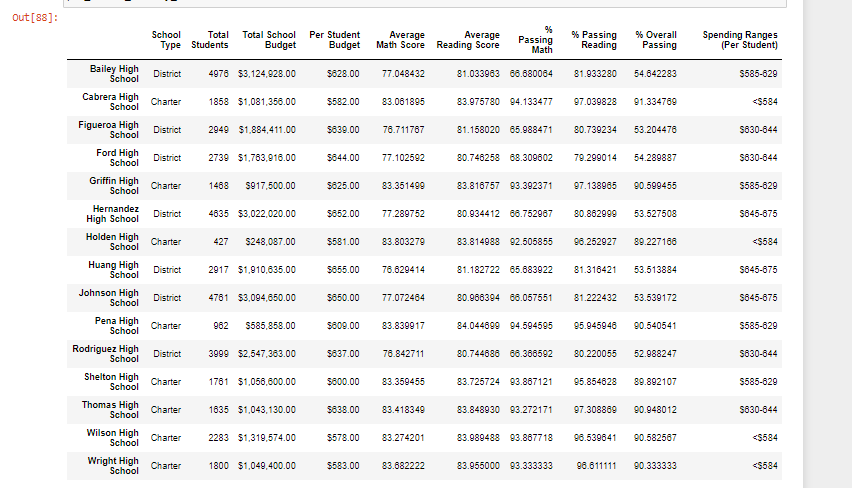 Out[88]:
School Type Total Students Total School Budget Per Student Budget Average Math Score Average Reading Score % Passing Math % Passing Reading % Overall Passing Spending Ranges (Per Student)
Bailey High School District 4976 $3,124,928.00 $628.00 77.048432 81.033963 66.680064 81.933280 54.642283 $585-629
Cabrera High School Charter 1858 $1,081,356.00 $582.00 83.061895 83.975780 94.133477 97.039828 91.334769 <$584
Figueroa High School District 2949 $1,884,411.00 $639.00 76.711767 81.158020 65.988471 80.739234 53.204476 $630-644
Ford High School District 2739 $1,763,916.00 $644.00 77.102592 80.746258 68.309602 79.299014 54.289887 $630-644
Griffin High School Charter 1468 $917,500.00 $625.00 83.351499 83.816757 93.392371 97.138965 90.599455 $585-629
Hernandez High School District 4635 $3,022,020.00 $652.00 77.289752 80.934412 66.752967 80.862999 53.527508 $645-675
Holden High School Charter 427 $248,087.00 $581.00 83.803279 83.814988 92.505855 96.252927 89.227166 <$584
Huang High School District 2917 $1,910,635.00 $655.00 76.629414 81.182722 65.683922 81.316421 53.513884 $645-675
Johnson High School District 4761 $3,094,650.00 $650.00 77.072464 80.966394 66.057551 81.222432 53.539172 $645-675
Pena High School Charter 962 $585,858.00 $609.00 83.839917 84.044699 94.594595 95.945946 90.540541 $585-629
Rodriguez High School District 3999 $2,547,363.00 $637.00 76.842711 80.744686 66.366592 80.220055 52.988247 $630-644
Shelton High School Charter 1761 $1,056,600.00 $600.00 83.359455 83.725724 93.867121 95.854628 89.892107 $585-629
Thomas High School Charter 1635 $1,043,130.00 $638.00 83.418349 83.848930 93.272171 97.308869 90.948012 $630-644
Wilson High School Charter 2283 $1,319,574.00 $578.00 83.274201 83.989488 93.867718 96.539641 90.582567 <$584
Wright High School Charter 1800 $1,049,400.00 $583.00 83.682222 83.955000 93.333333 96.611111 90.333333 <$584